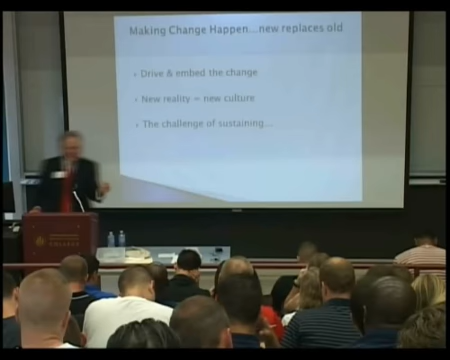 Making Change Happen...new replaces old
Drive & embed the change
New reality = new culture
The challenge of sustaining...